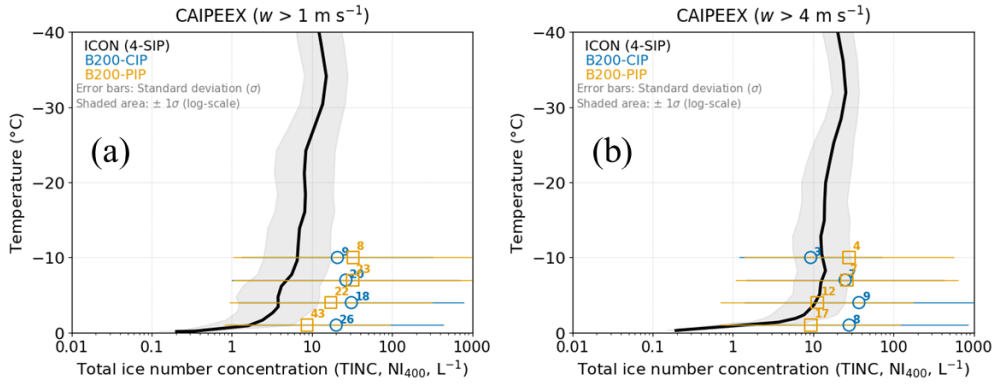 CAIPEEX (w > 1 m s⁻¹)
−40
−30
−20
−10
0
Temperature (°C)
ICON (4-SIP)
B200-CIP
B200-PIP
Error bars: Standard deviation (σ)
Shaded area: ± 1σ (log-scale)
(a)
9 8
23
22 18
43 26
0.01 0.1 1 10 100 1000
Total ice number concentration (TINC, NI₄₀₀, L⁻¹)
CAIPEEX (w > 4 m s⁻¹)
−40
−30
−20
−10
0
Temperature (°C)
ICON (4-SIP)
B200-CIP
B200-PIP
Error bars: Standard deviation (σ)
Shaded area: ± 1σ (log-scale)
(b)
3 4
12 9
17 8
0.01 0.1 1 10 100 1000
Total ice number concentration (TINC, NI₄₀₀, L⁻¹)